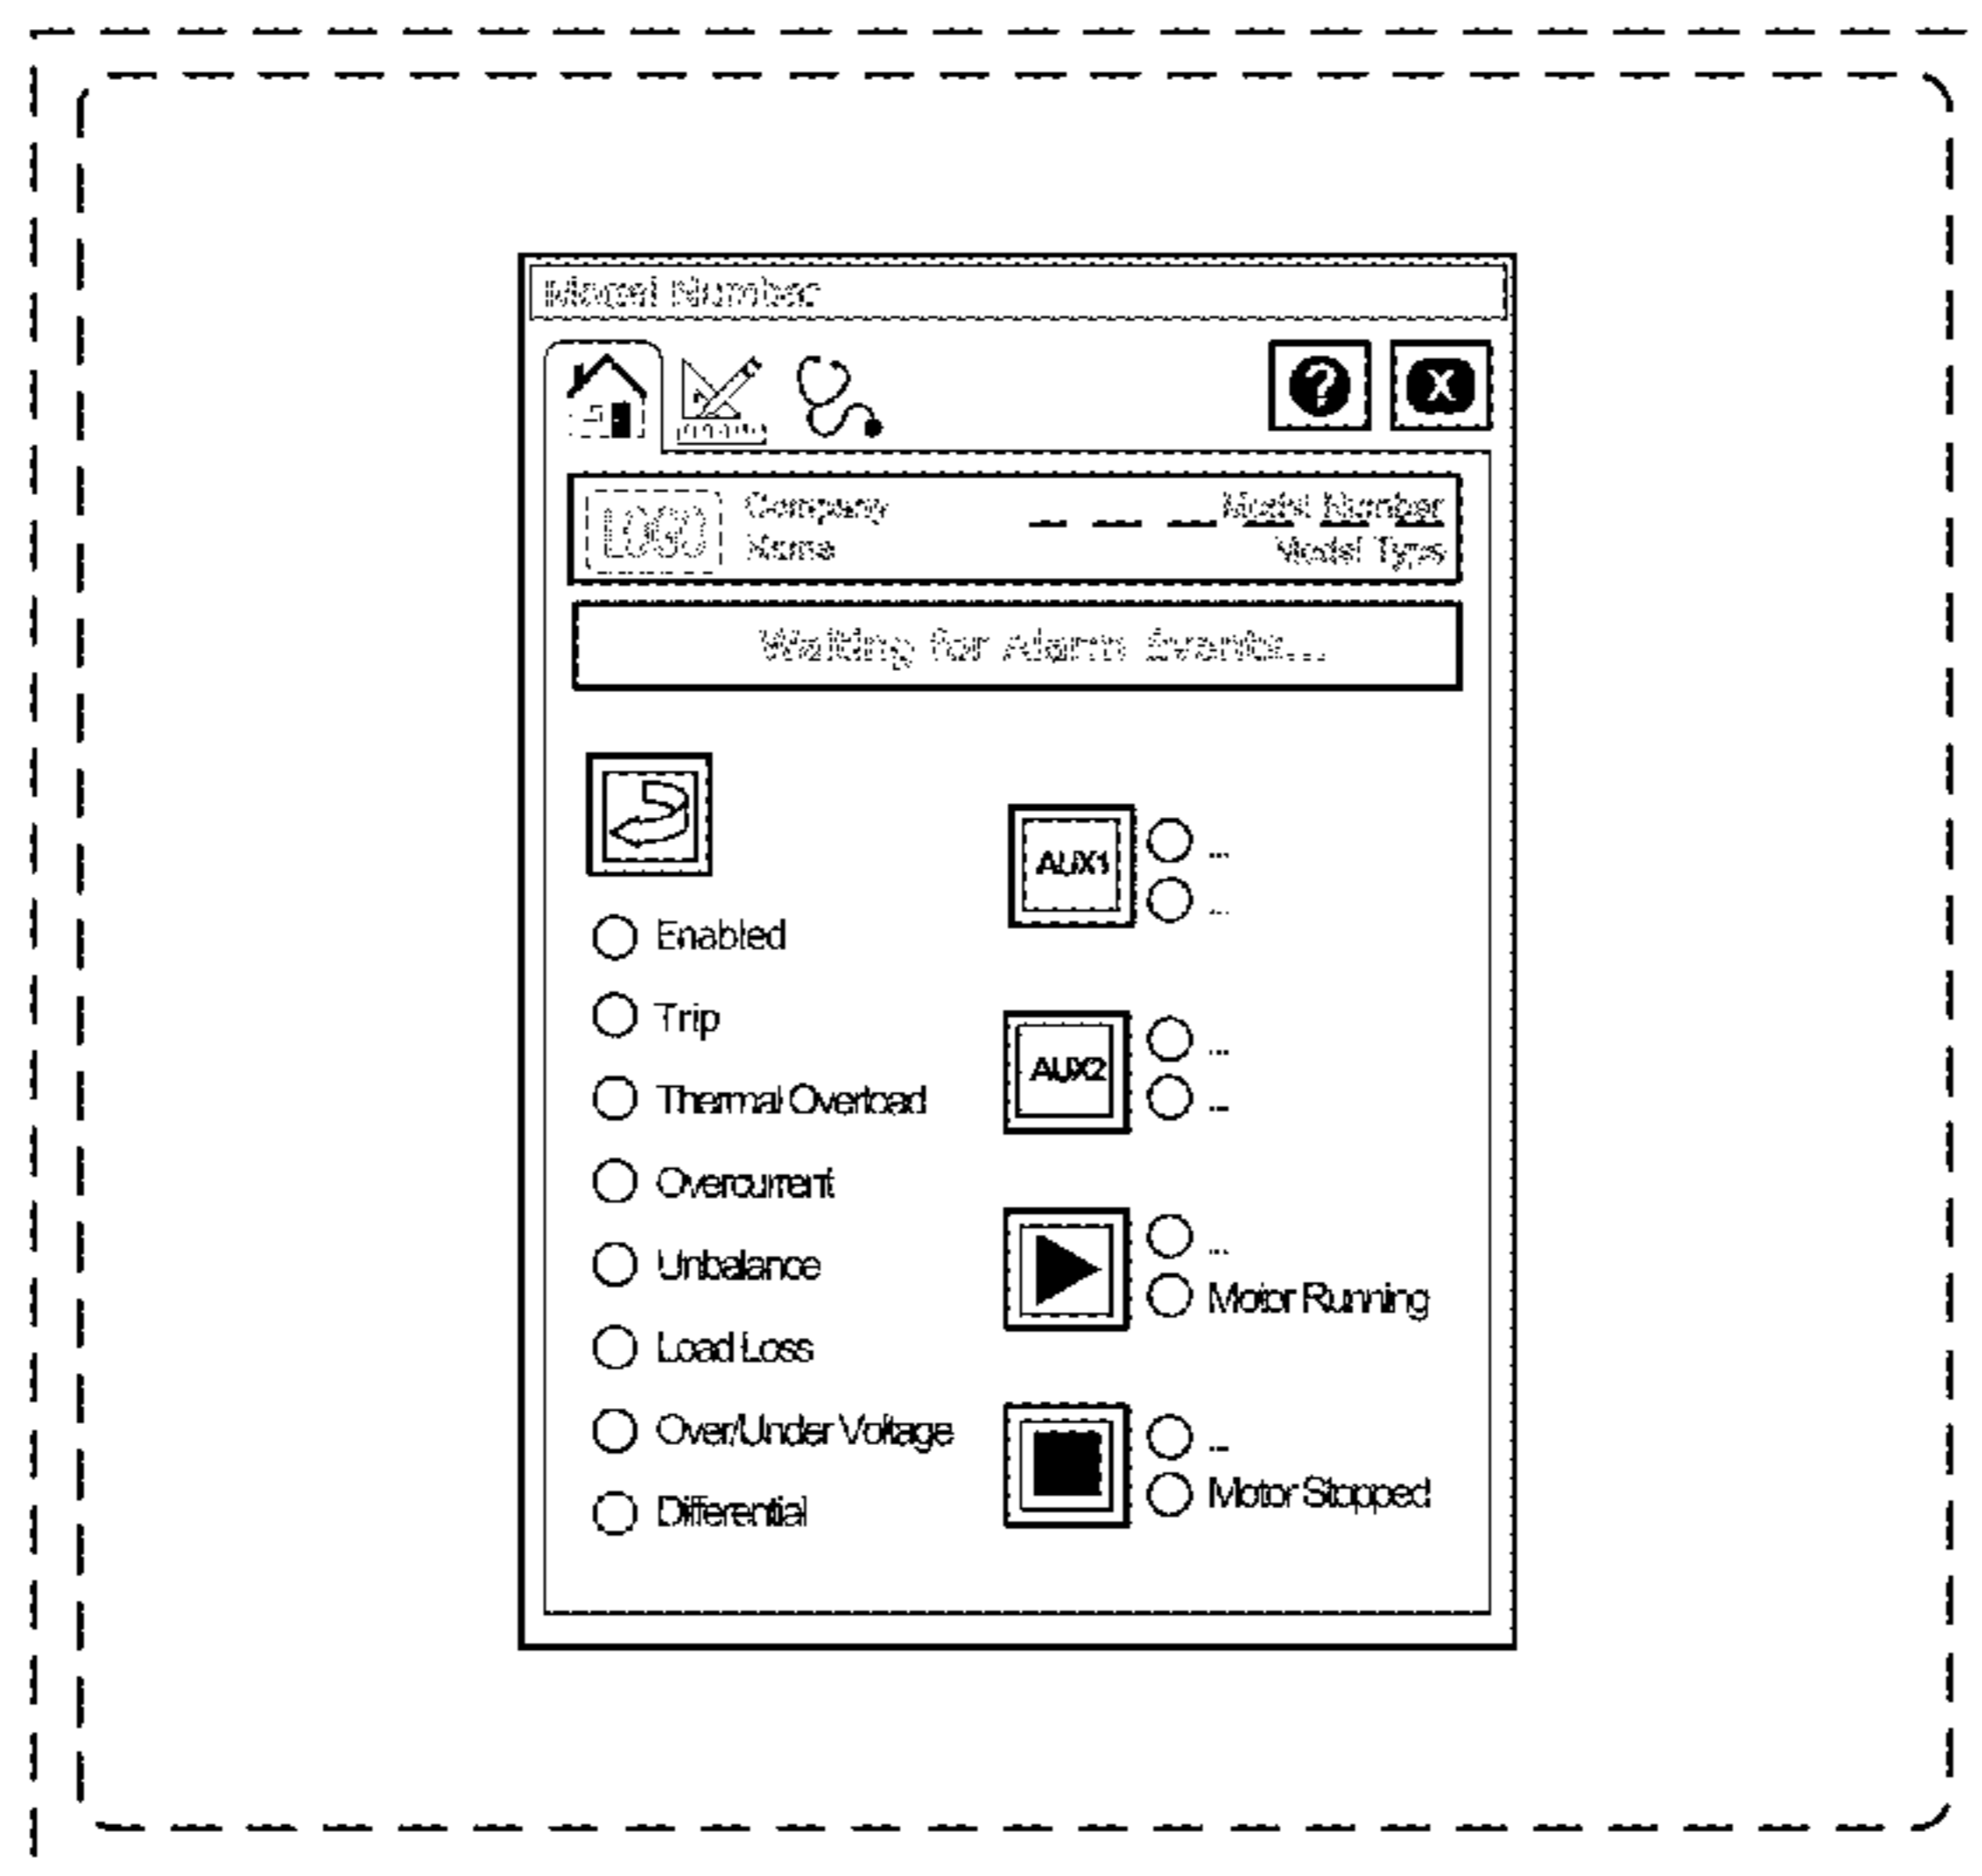 Model Number
?
X
LOGO
Company
Name
Model Number
Model Type
Waiting for Alarm Events...
Enabled
Trip
Thermal Overload
Overcurrent
Unbalance
Load Loss
Over/Under Voltage
Differential
AUX1
...
...
AUX2
...
...
...
Motor Running
...
Motor Stopped